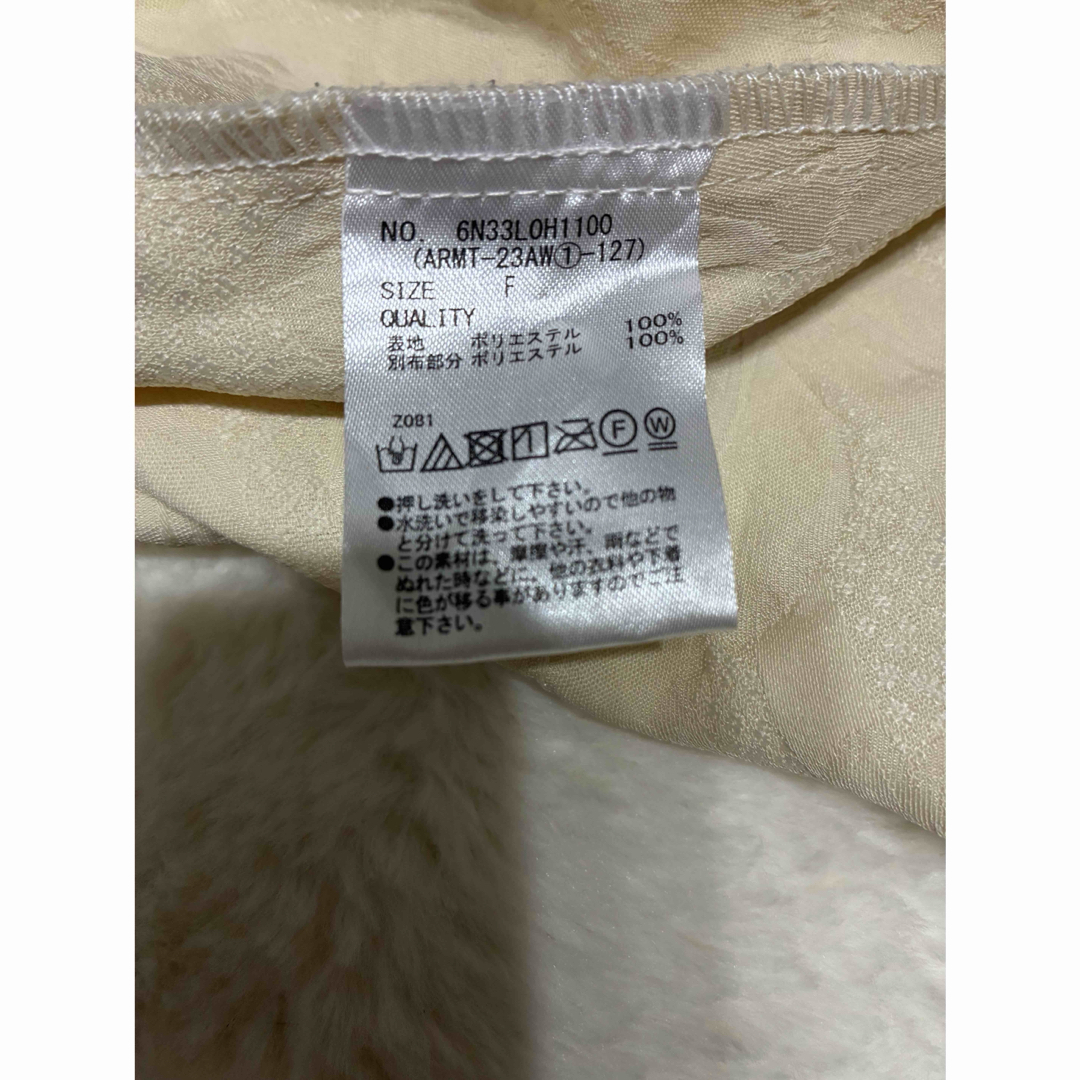 NO. 6N33L0H1100
(ARMT-23AW①-127)
SIZE F
QUALITY
表地 ポリエステル 100%
別布部分 ポリエステル 100%
Z081
F W
●押し洗いをして下さい。
●水洗いで移染しやすいので他の物
と分けて洗って下さい。
●この素材は、摩擦や汗、雨などで
ぬれた時などに、他の衣料や下着
に色が移る事がありますのでご注
意下さい。